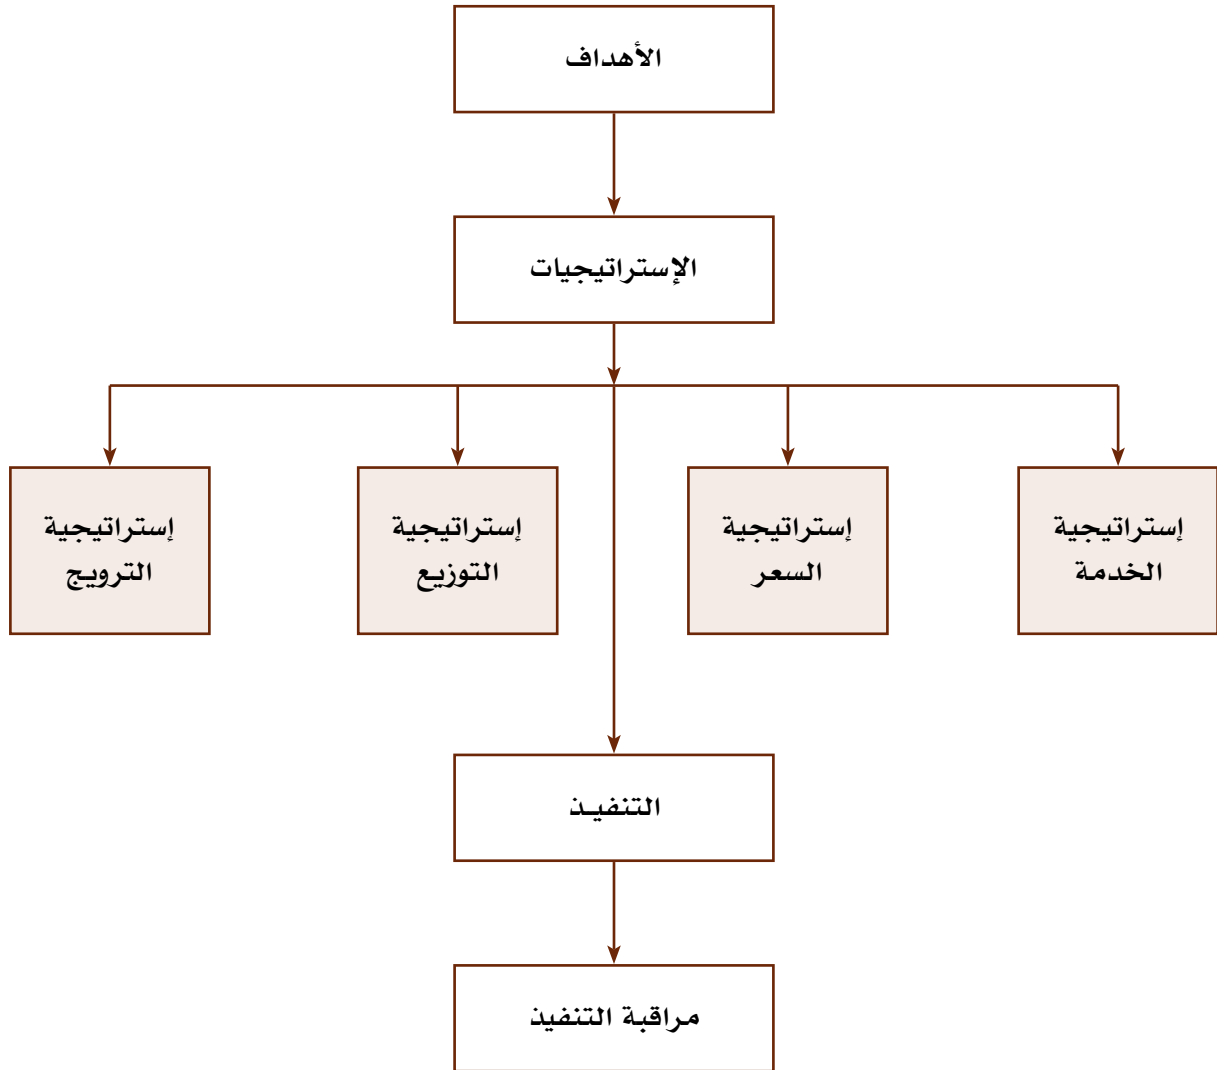 الأهداف
الإستراتيجيات
إستراتيجية
الخدمة
إستراتيجية
السعر
إستراتيجية
التوزيع
إستراتيجية
الترويج
التنفيـذ
مراقبة التنفيذ